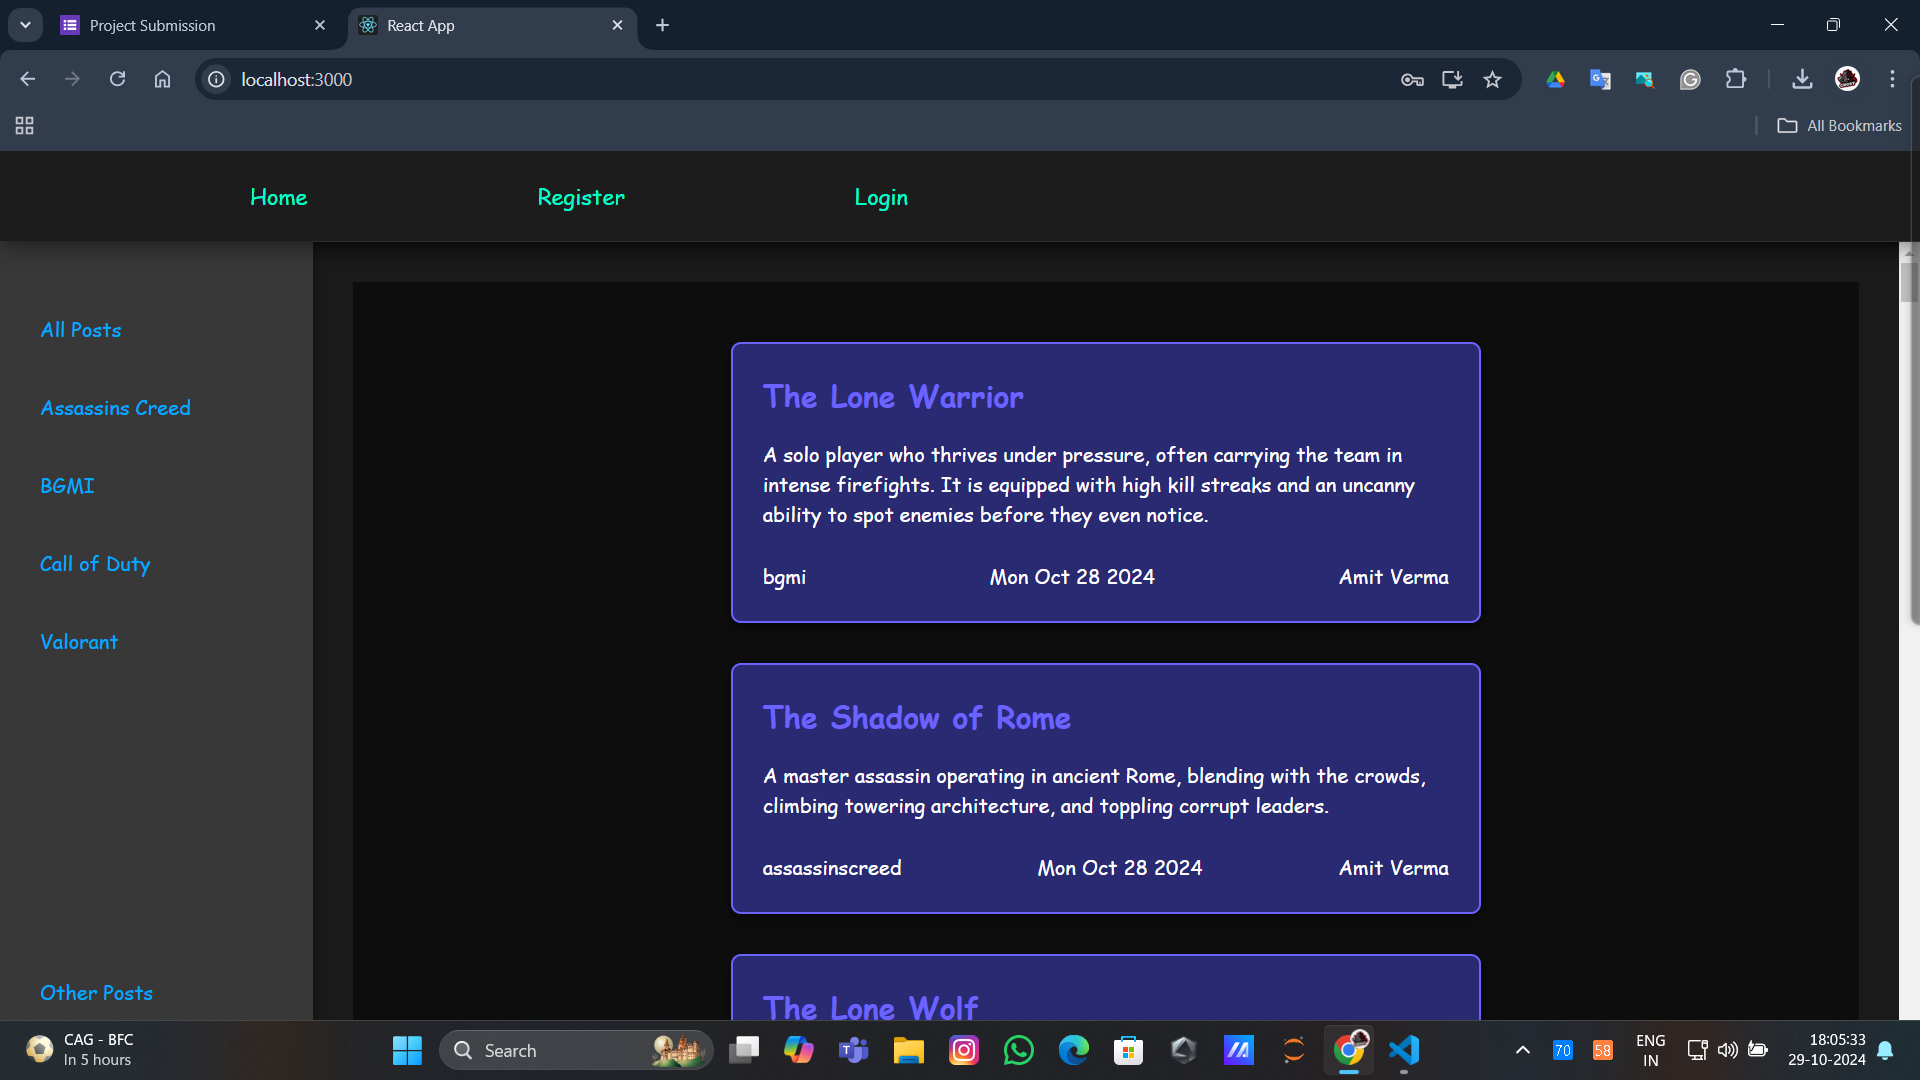 Project Submission
React App
localhost:3000
All Bookmarks
Home
Register
Login
All Posts
Assassins Creed
BGMI
Call of Duty
Valorant
Other Posts
The Lone Warrior
A solo player who thrives under pressure, often carrying the team in
intense firefights. It is equipped with high kill streaks and an uncanny
ability to spot enemies before they even notice.
bgmi
Mon Oct 28 2024
Amit Verma
The Shadow of Rome
A master assassin operating in ancient Rome, blending with the crowds,
climbing towering architecture, and toppling corrupt leaders.
assassinscreed
Mon Oct 28 2024
Amit Verma
The Lone Wolf
CAG - BFC
In 5 hours
Search
70
58
ENG
IN
18:05:33
29-10-2024